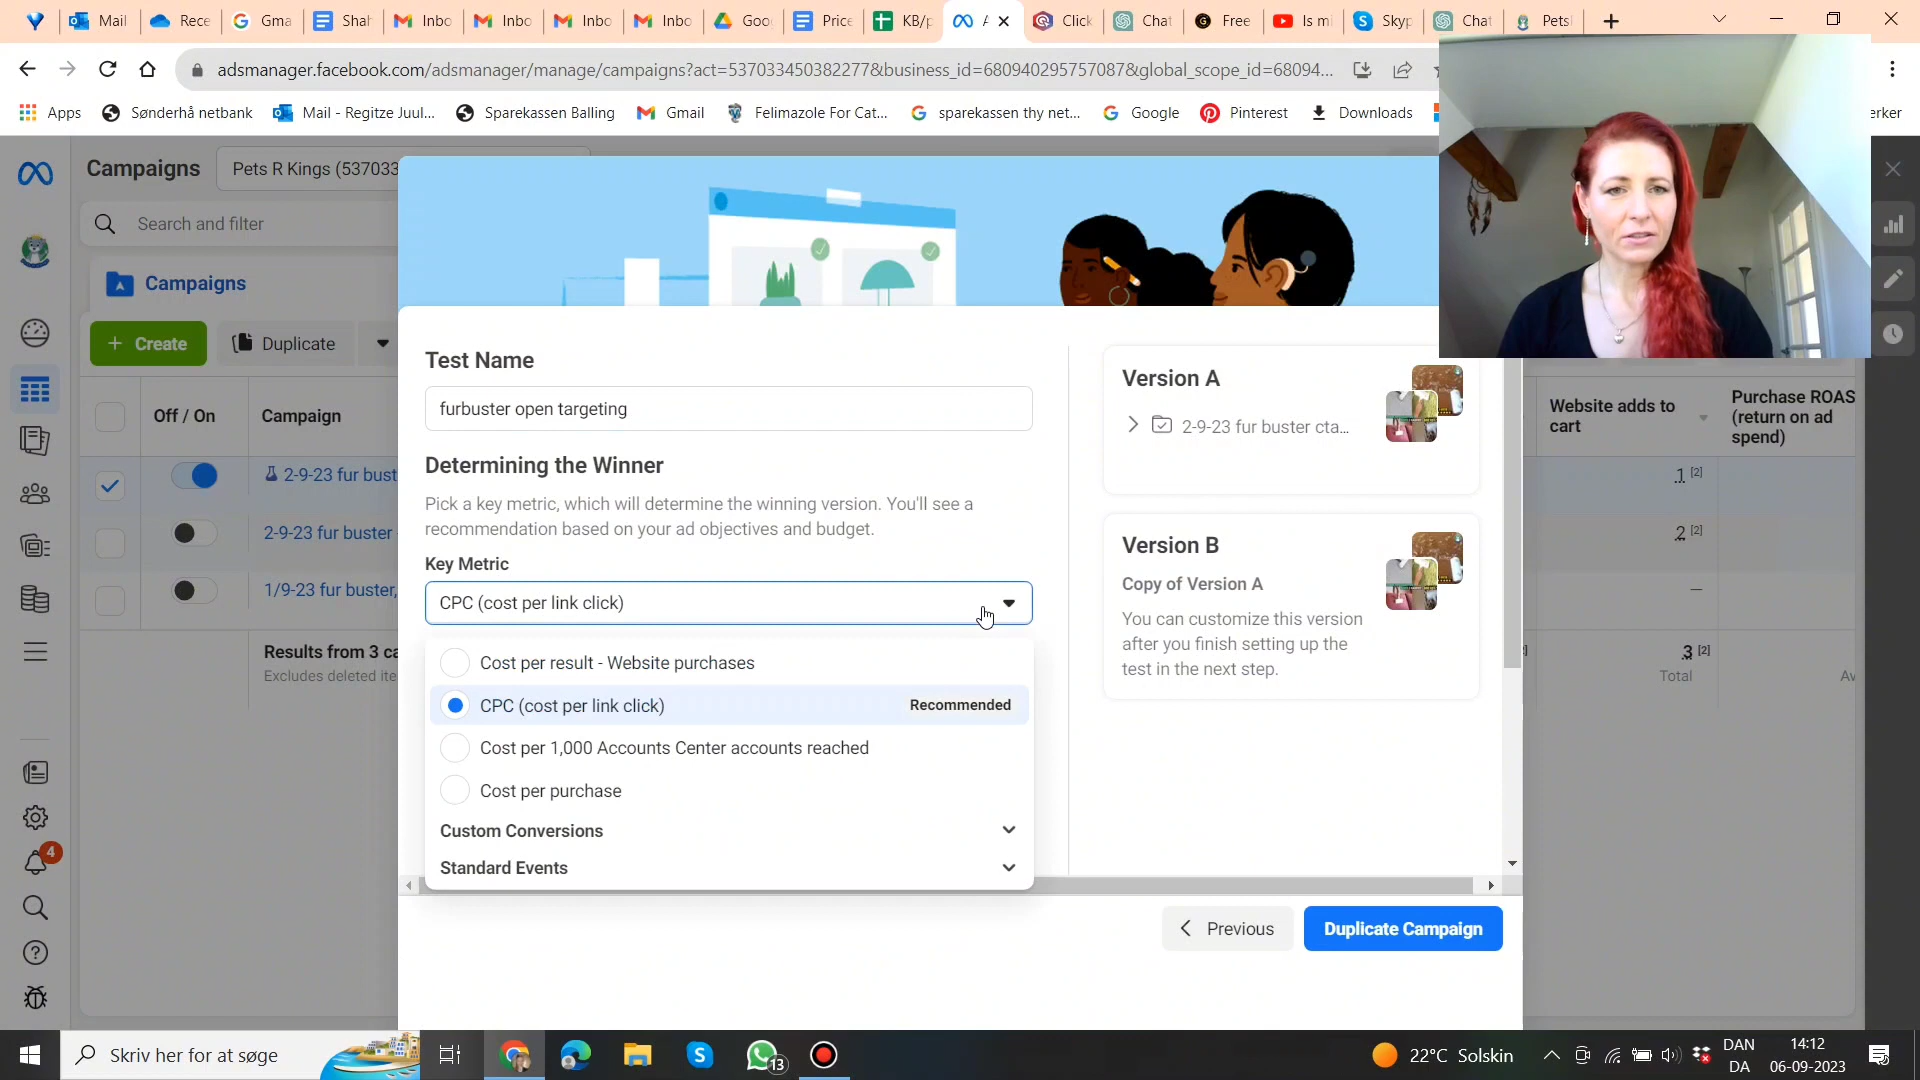 Mail
Rece
Gma
Shah
Inbo
Inbo
Inbo
Inbo
Goo
Price
KB/p
Click
Chat
Free
Is mi
Skyp
Chat
Pets
adsmanager.facebook.com/adsmanager/manage/campaigns?act=537033450382277&business_id=680940295757087&global_scope_id=68094...
Apps
Sønderhå netbank
Mail - Regitze Juul...
Sparekassen Balling
Gmail
Felimazole For Cat...
sparekassen thy net...
Google
Pinterest
Downloads
erker
Campaigns
Pets R Kings (537033
Search and filter
Campaigns
+ Create
Duplicate
Off / On
Campaign
2-9-23 fur bust
2-9-23 fur buster
1/9-23 fur buster,
Results from 3 ca
Excludes deleted ite
Test Name
furbuster open targeting
Determining the Winner
Pick a key metric, which will determine the winning version. You'll see a
recommendation based on your ad objectives and budget.
Key Metric
CPC (cost per link click)
Cost per result - Website purchases
CPC (cost per link click)
Recommended
Cost per 1,000 Accounts Center accounts reached
Cost per purchase
Custom Conversions
Standard Events
Version A
2-9-23 fur buster cta...
Version B
Copy of Version A
You can customize this version
after you finish setting up the
test in the next step.
Previous
Duplicate Campaign
Website adds to
cart
Purchase ROAS
(return on ad
spend)
1 [2]
2 [2]
—
3 [2]
Total
Av
4
Skriv her for at søge
13
22°C Solskin
DAN
DA
14:12
06-09-2023